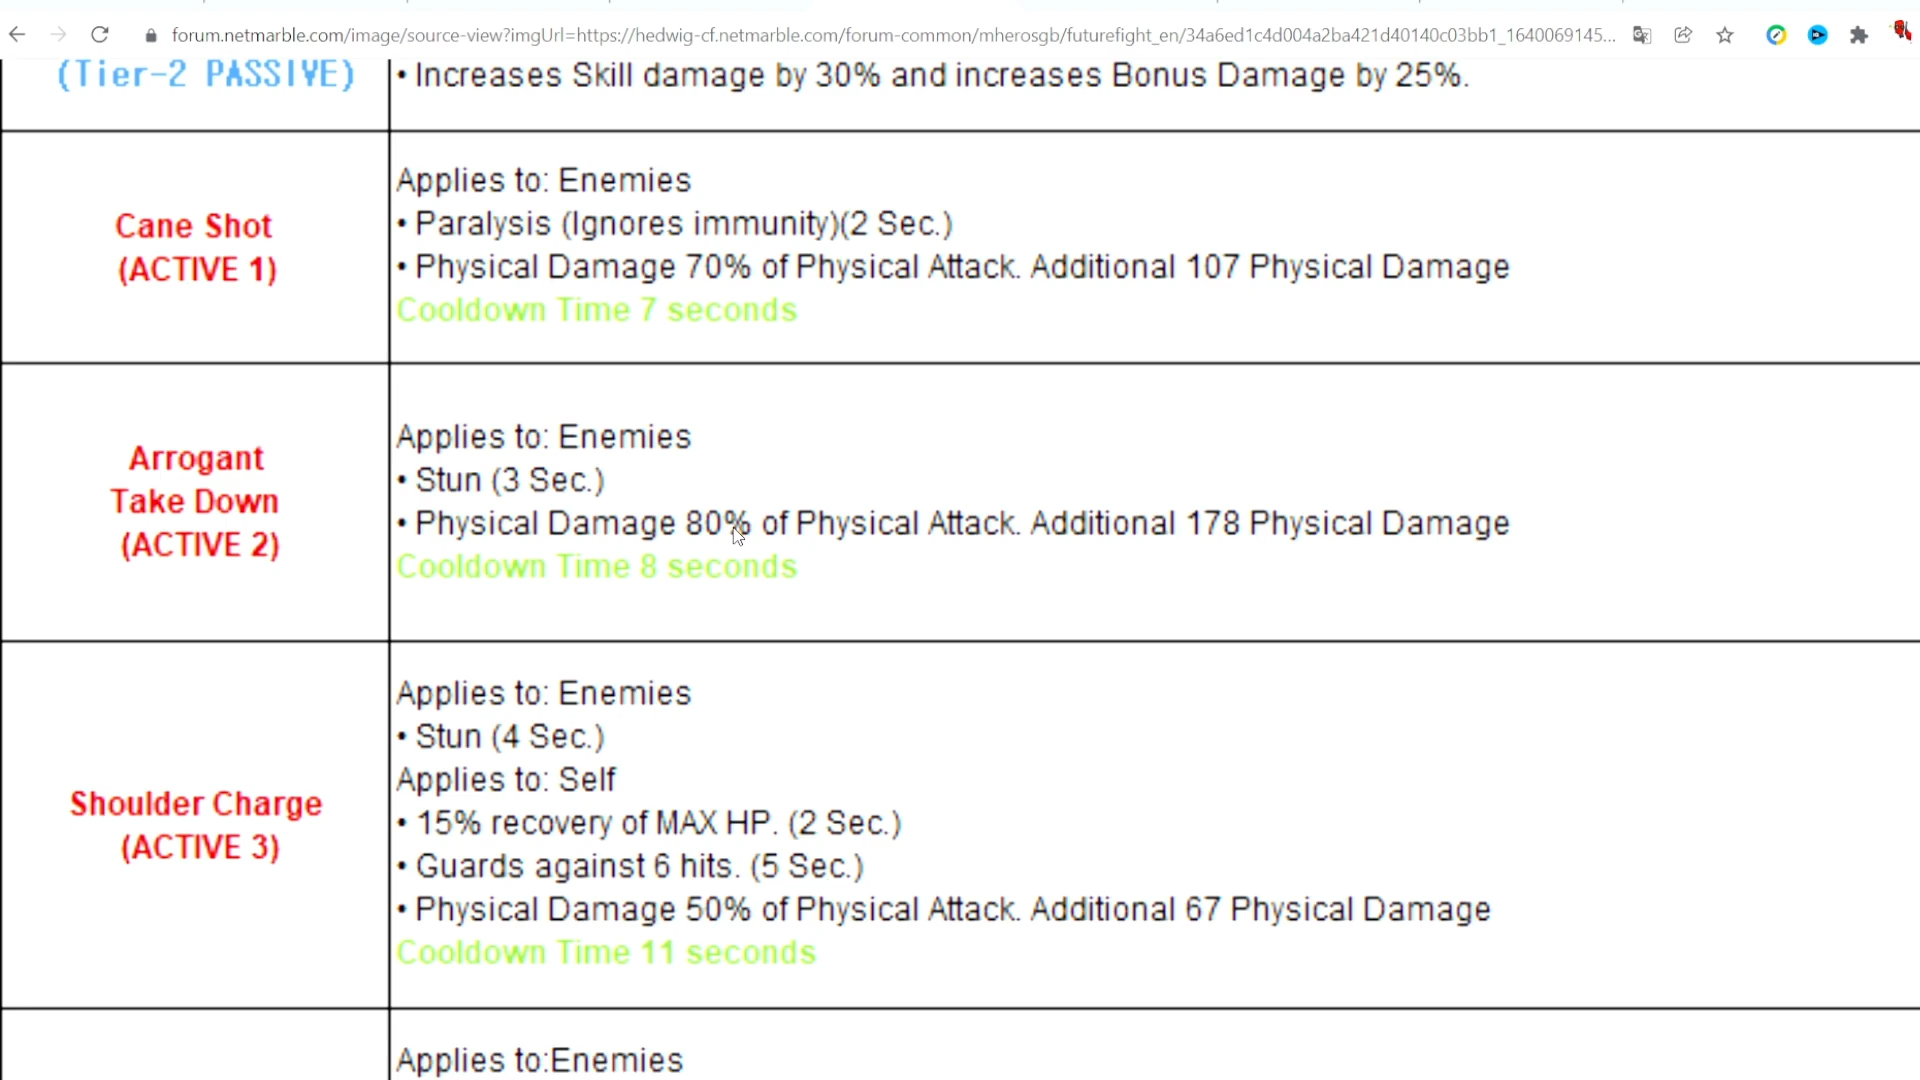 forum.netmarble.com/image/source-view?imgUrl=https://hedwig-cf.netmarble.com/forum-common/mherosgb/futurefight_en/34a6ed1c4d004a2ba421d40140c03bb1_1640069145...
(Tier-2 PASSIVE)
• Increases Skill damage by 30% and increases Bonus Damage by 25%.
Cane Shot
(ACTIVE 1)
Applies to: Enemies
• Paralysis (Ignores immunity)(2 Sec.)
• Physical Damage 70% of Physical Attack. Additional 107 Physical Damage
Cooldown Time 7 seconds
Arrogant
Take Down
(ACTIVE 2)
Applies to: Enemies
• Stun (3 Sec.)
• Physical Damage 80% of Physical Attack. Additional 178 Physical Damage
Cooldown Time 8 seconds
Shoulder Charge
(ACTIVE 3)
Applies to: Enemies
• Stun (4 Sec.)
Applies to: Self
• 15% recovery of MAX HP. (2 Sec.)
• Guards against 6 hits. (5 Sec.)
• Physical Damage 50% of Physical Attack. Additional 67 Physical Damage
Cooldown Time 11 seconds
Applies to:Enemies